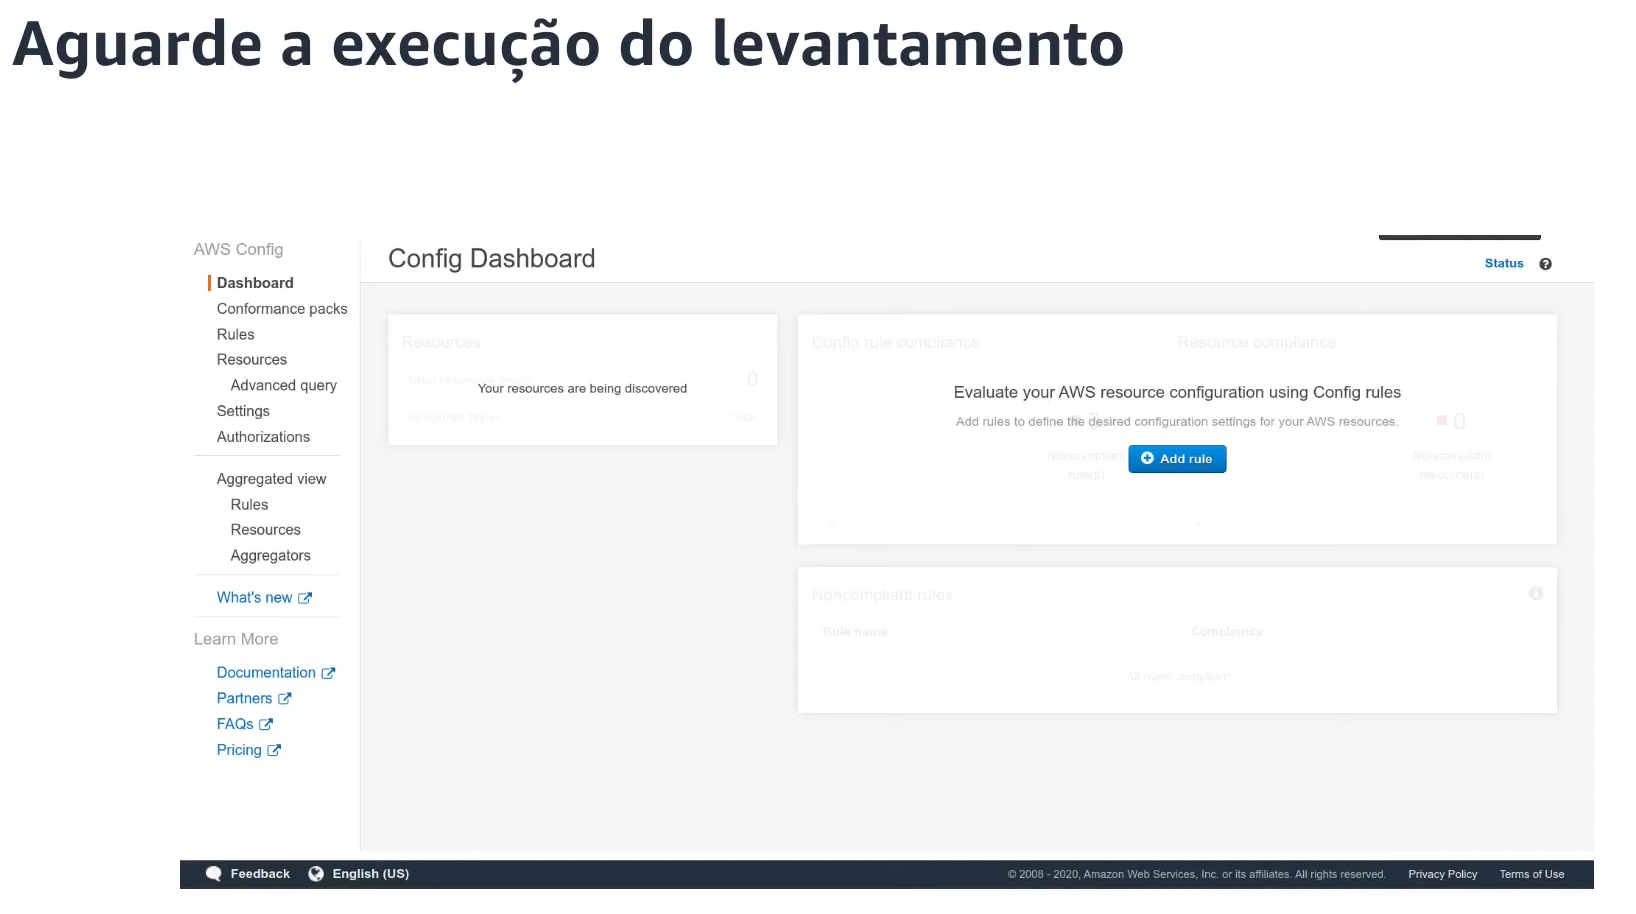 Aguarde a execução do levantamento
AWS Config
Dashboard
Conformance packs
Rules
Resources
Advanced query
Settings
Authorizations
Aggregated view
Rules
Resources
Aggregators
What's new
Learn More
Documentation
Partners
FAQs
Pricing
Config Dashboard
Status
Resources
0
Your resources are being discovered
Resource types
Total
Config rule compliance
Resource compliance
Evaluate your AWS resource configuration using Config rules
Add rules to define the desired configuration settings for your AWS resources.
0
0
Add rule
Noncompliant
rule(s)
Noncompliant
resource(s)
Noncompliant rules
Rule name
Compliance
All rules compliant
Feedback
English (US)
© 2008 - 2020, Amazon Web Services, Inc. or its affiliates. All rights reserved.
Privacy Policy
Terms of Use